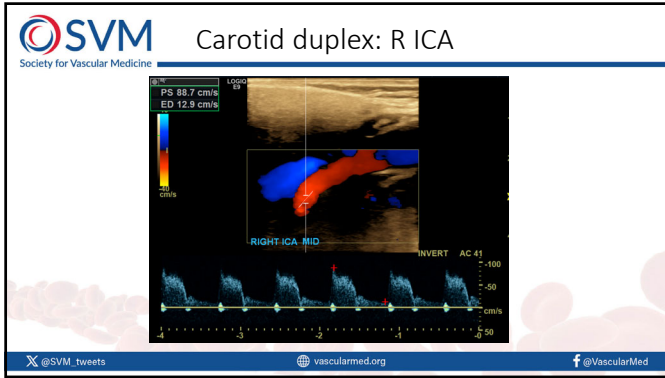 SVM
Society for Vascular Medicine
Carotid duplex: R ICA
PS 88.7 cm/s
ED 12.9 cm/s
LOGIQ
E9
-40
cm/s
RIGHT ICA MID
INVERT AC 41
-100
-50
cm/s
50
-4 -3 -2 -1 -0
@SVM_tweets
vascularmed.org
@VascularMed